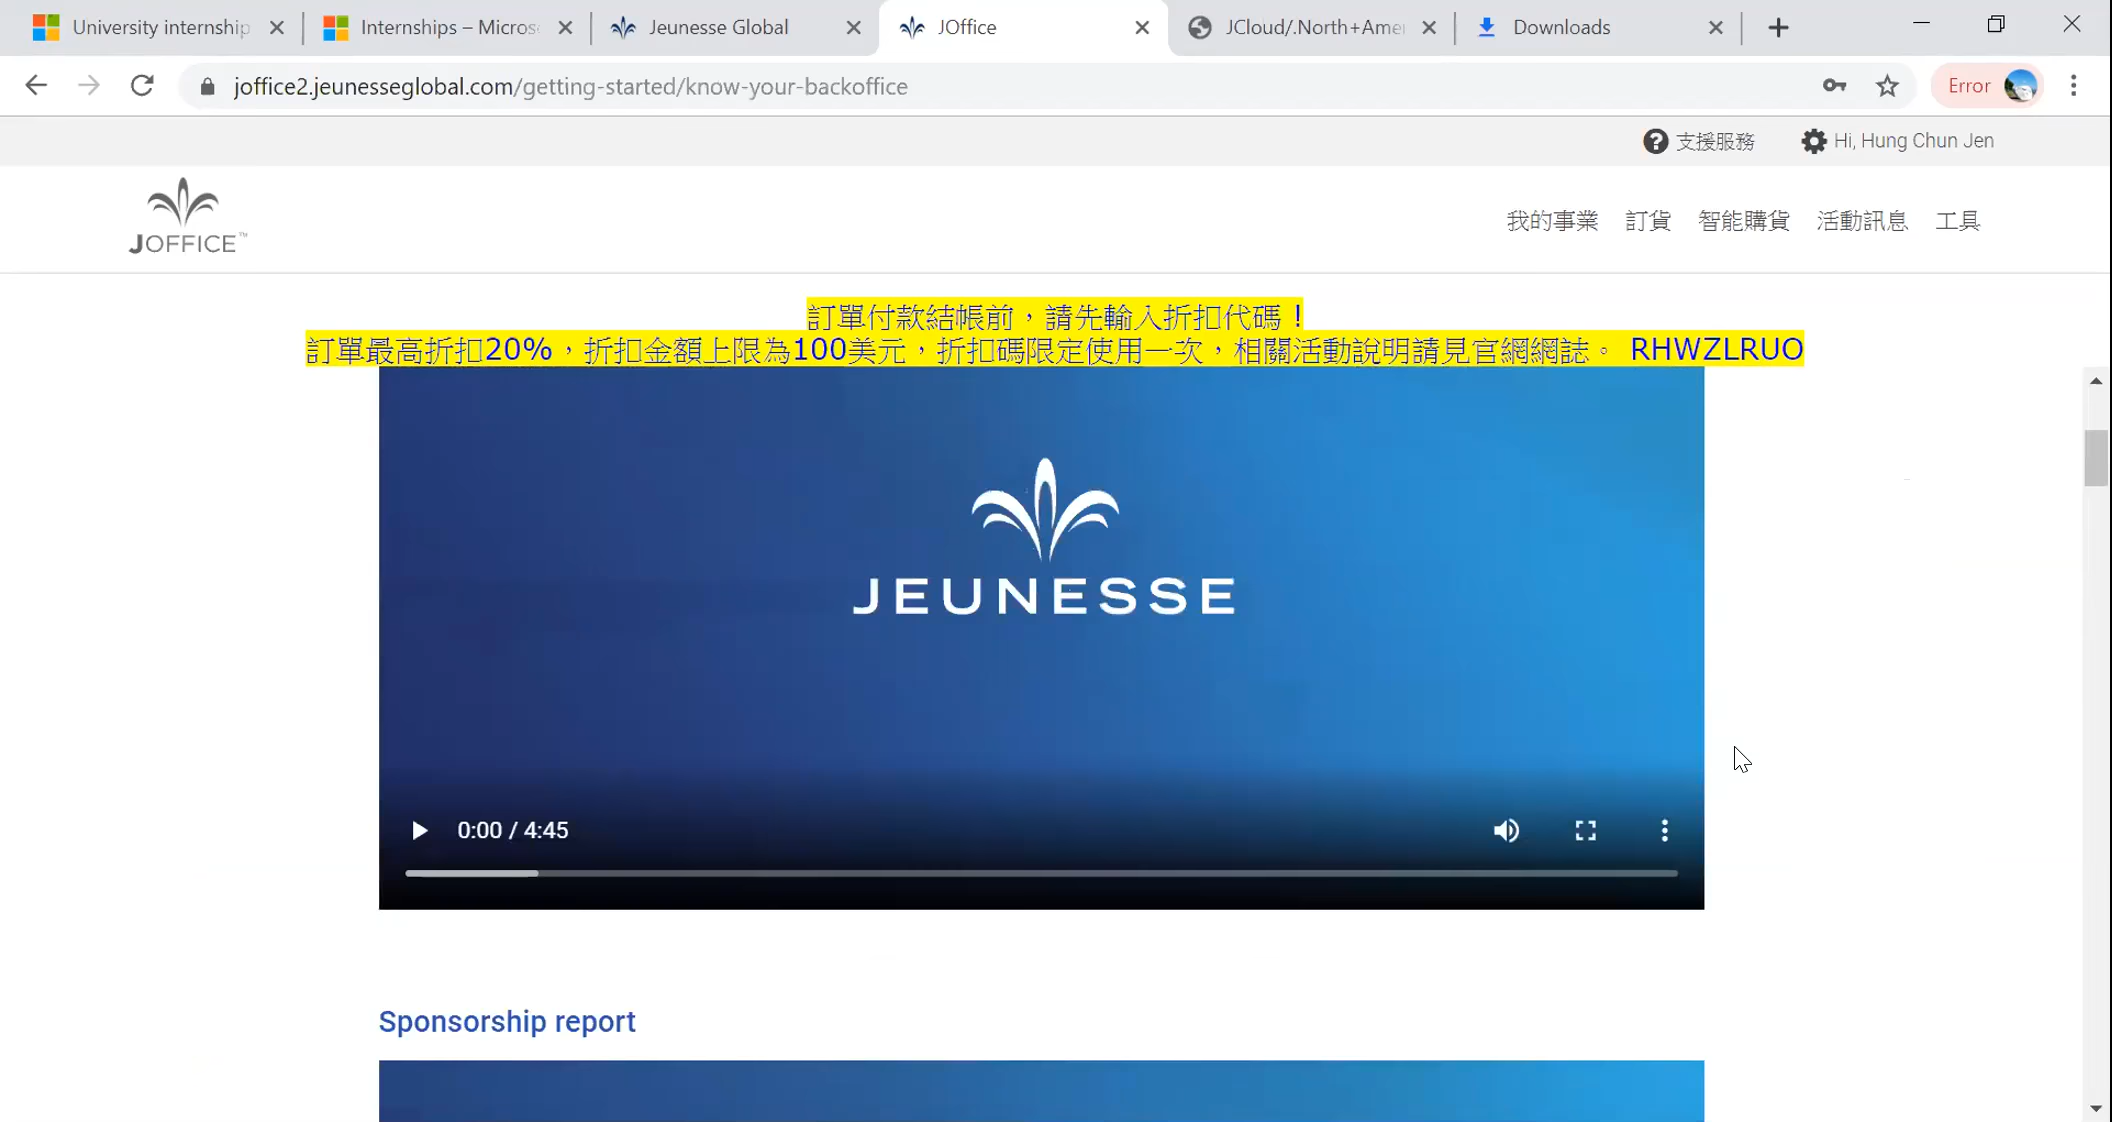 University internship
Internships – Micros
Jeunesse Global
JOffice
JCloud/.North+Ame
Downloads
joffice2.jeunesseglobal.com/getting-started/know-your-backoffice
Error
支援服務
Hi, Hung Chun Jen
JOFFICE™
我的事業 訂貨 智能購貨 活動訊息 工具
訂單付款結帳前，請先輸入折扣代碼！
訂單最高折扣20%，折扣金額上限為100美元，折扣碼限定使用一次，相關活動說明請見官網網誌。 RHWZLRUO
JEUNESSE
0:00 / 4:45
Sponsorship report